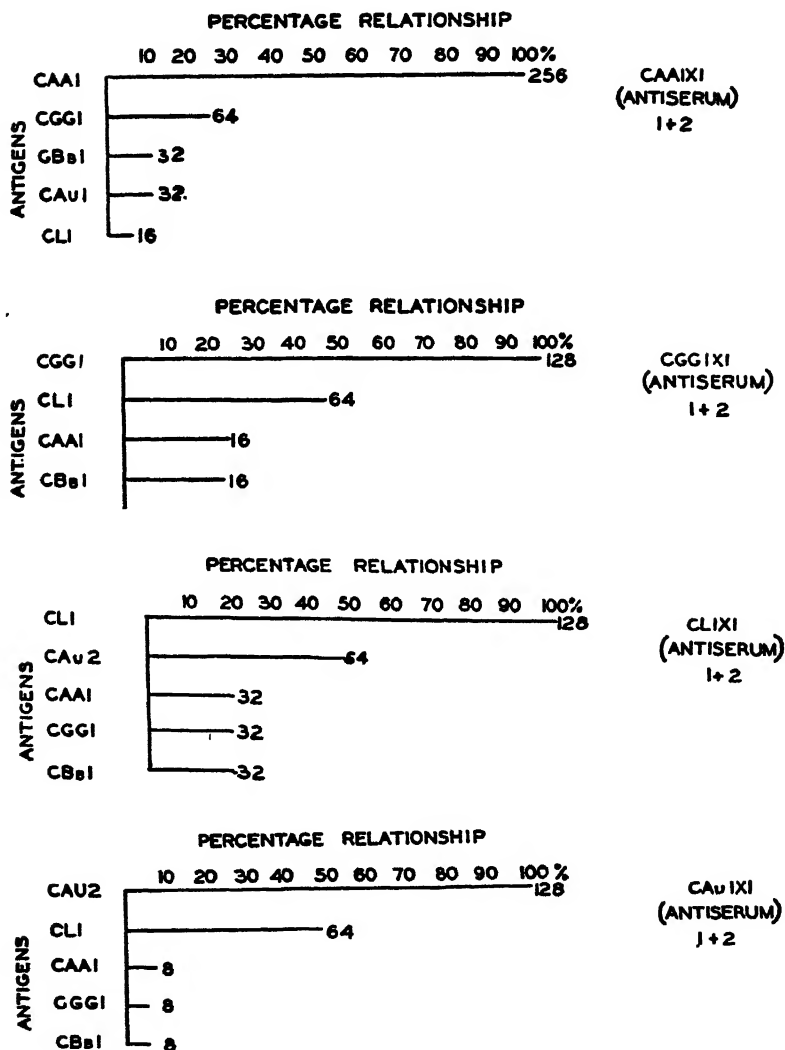 PERCENTAGE RELATIONSHIP
10 20 30 40 50 60 70 80 90 100%
CAA1 256
CGG1 64
GBB1 32
CAU1 32.
CL1 16
ANTIGENS
CAA1X1
(ANTISERUM)
1+2
PERCENTAGE RELATIONSHIP
10 20 30 40 50 60 70 80 90 100%
CGG1 128
CL1 64
CAA1 16
CBB1 16
ANTIGENS
CGG1X1
(ANTISERUM)
1+2
PERCENTAGE RELATIONSHIP
10 20 30 40 50 60 70 80 90 100%
CL1 128
CAU2 64
CAA1 32
CGG1 32
CBB1 32
ANTIGENS
CL1X1
(ANTISERUM)
1+2
PERCENTAGE RELATIONSHIP
10 20 30 40 50 60 70 80 90 100%
CAU2 128
CL1 64
CAA1 8
GGG1 8
CBB1 8
ANTIGENS
CAU1X1
(ANTISERUM)
1+2